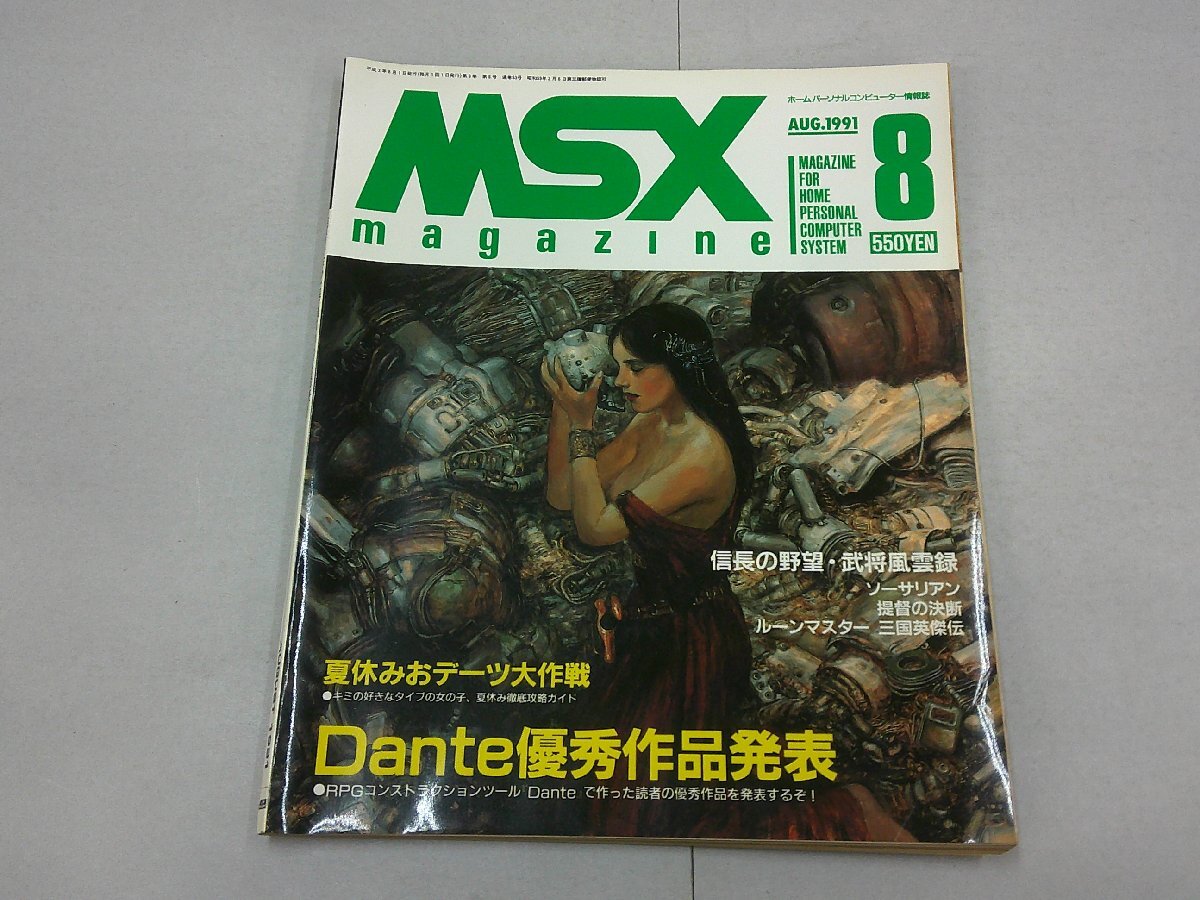 ホームパーソナルコンピューター情報誌
MSX
magazine
AUG.1991
8
MAGAZINE
FOR
HOME
PERSONAL
COMPUTER
SYSTEM
550YEN
信長の野望・武将風雲録
ソーサリアン
提督の決断
ルーンマスター 三国英傑伝
夏休みおデーツ大作戦
●キミの好きなタイプの女の子、夏休み徹底攻略ガイド
Dante優秀作品発表
●RPGコンストラクションツール Dante で作った読者の優秀作品を発表するぞ!